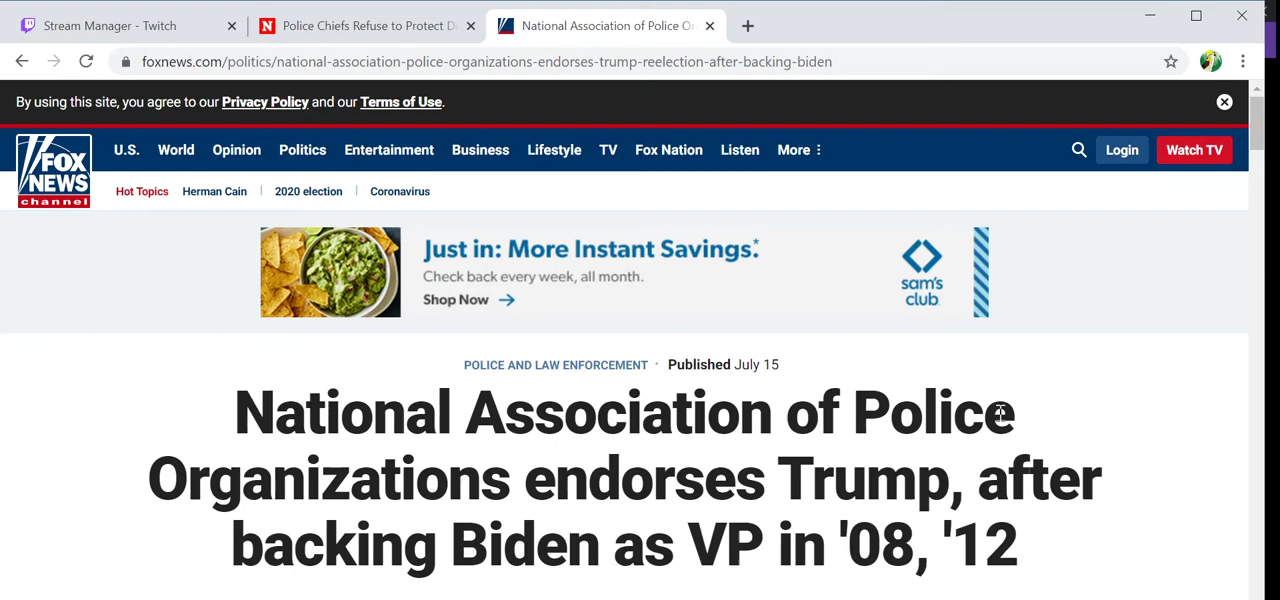 Stream Manager - Twitch
Police Chiefs Refuse to Protect D
National Association of Police Or
foxnews.com/politics/national-association-police-organizations-endorses-trump-reelection-after-backing-biden
By using this site, you agree to our Privacy Policy and our Terms of Use.
FOX
NEWS
channel
U.S. World Opinion Politics Entertainment Business Lifestyle TV Fox Nation Listen More
Login
Watch TV
Hot Topics Herman Cain 2020 election Coronavirus
Just in: More Instant Savings.*
Check back every week, all month.
Shop Now
sam's
club
POLICE AND LAW ENFORCEMENT · Published July 15
National Association of Police
Organizations endorses Trump, after
backing Biden as VP in '08, '12